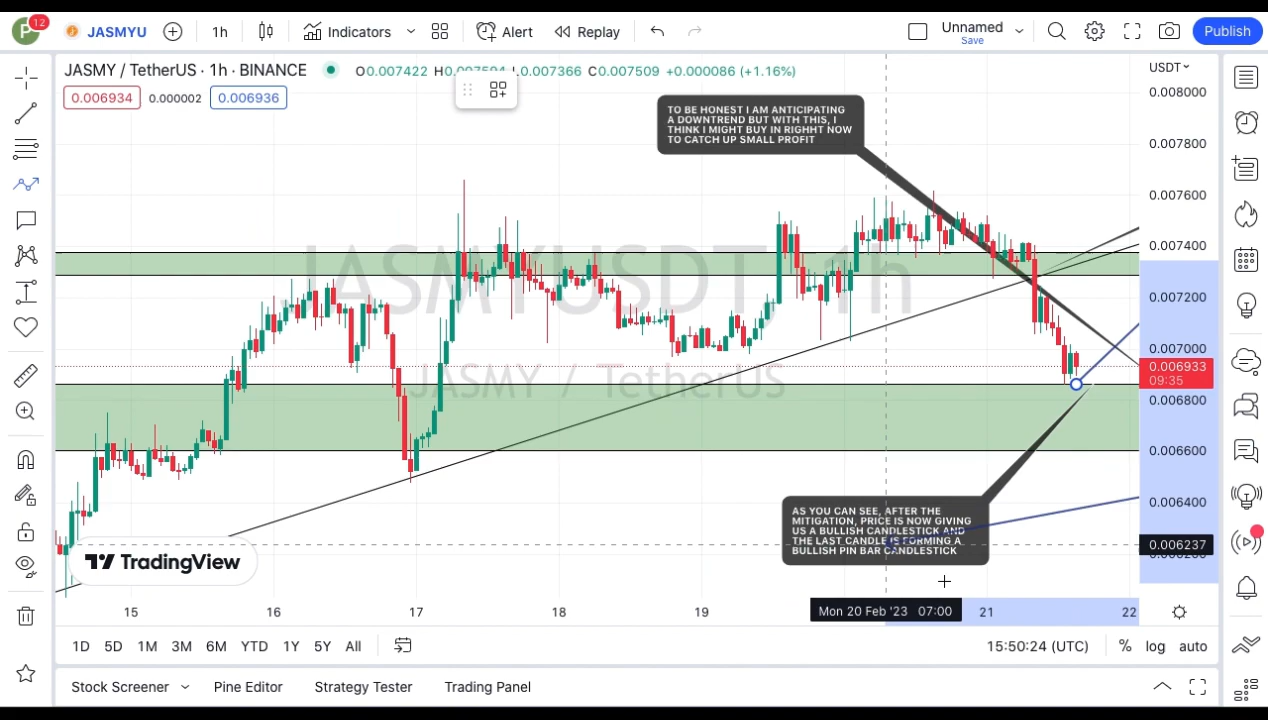 P 12 JASMYU 1h Indicators Alert Replay Unnamed Save Publish
JASMY / TetherUS · 1h · BINANCE O0.007422 H0.007594 L0.007366 C0.007509 +0.000086 (+1.16%)
0.006934 0.000002 0.006936
USDT
TO BE HONEST I AM ANTICIPATING
A DOWNTREND BUT WITH THIS, I
THINK I MIGHT BUY IN RIGHHT NOW
TO CATCH UP SMALL PROFIT
JASMYUSDT, 1h
JASMY / TetherUS
AS YOU CAN SEE, AFTER THE
MITIGATION, PRICE IS NOW GIVING
US A BULLISH CANDLESTICK AND
THE LAST CANDLE IS FORMING A
BULLISH PIN BAR CANDLESTICK
0.008000
0.007800
0.007600
0.007400
0.007200
0.007000
0.006933
09:35
0.006800
0.006600
0.006400
0.006237
TradingView
15 16 17 18 19 Mon 20 Feb '23 07:00 21 22
1D 5D 1M 3M 6M YTD 1Y 5Y All 15:50:24 (UTC) % log auto
Stock Screener Pine Editor Strategy Tester Trading Panel